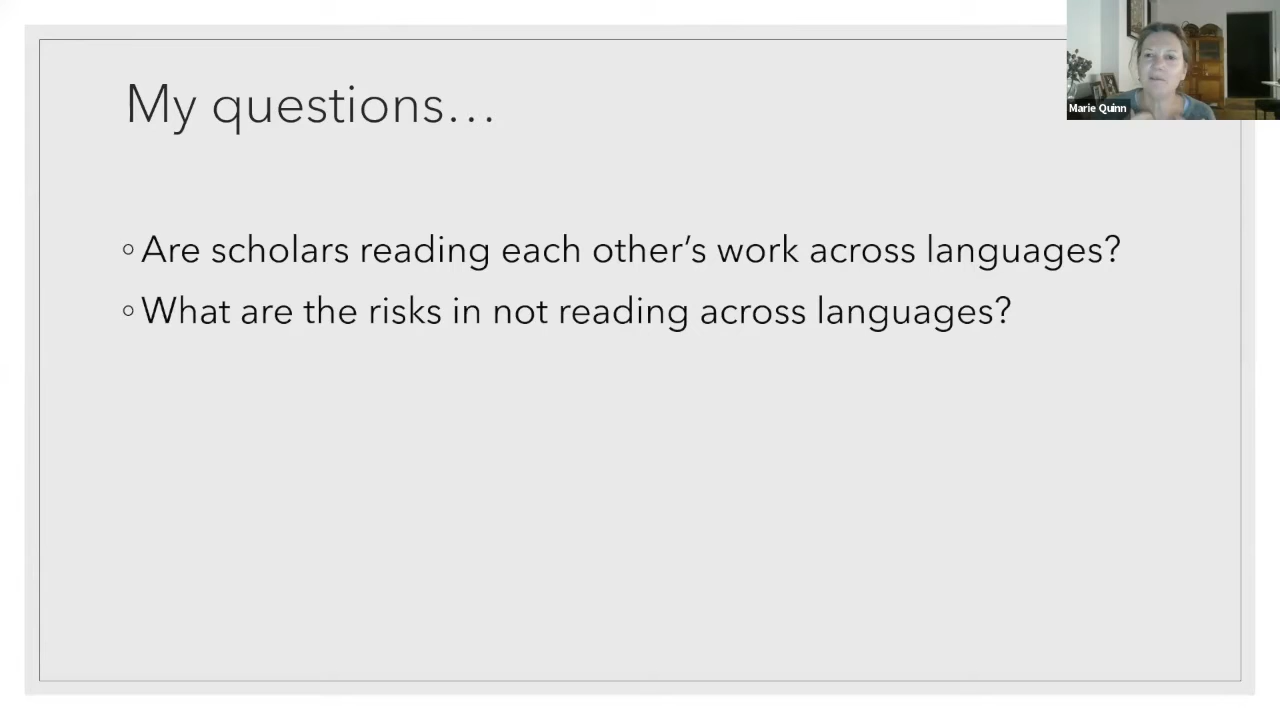 My questions…
Marie Quinn
◦Are scholars reading each other’s work across languages?
◦What are the risks in not reading across languages?